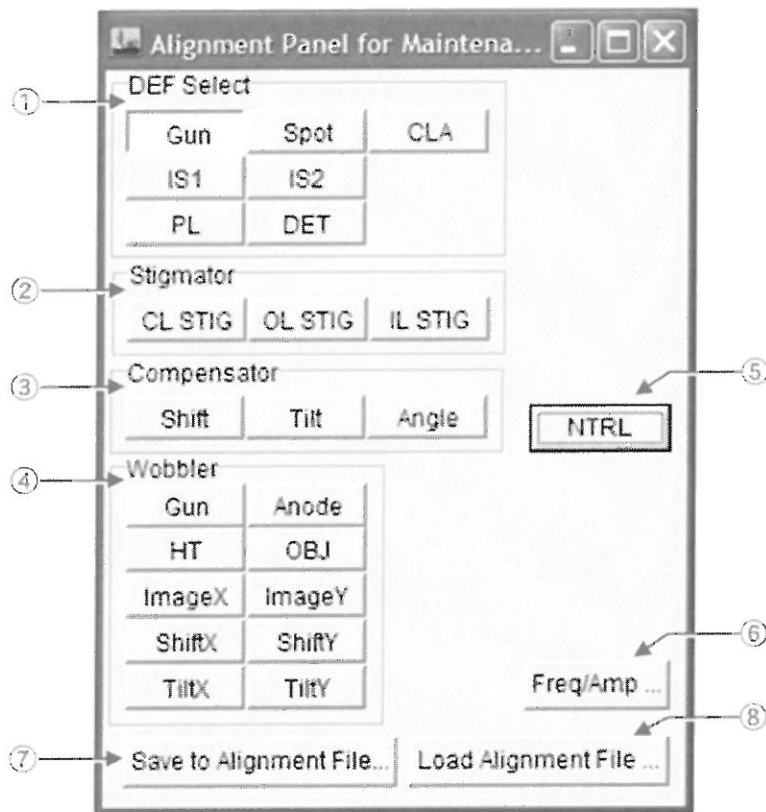 Alignment Panel for Maintena...
① DEF Select
Gun Spot CLA
IS1 IS2
PL DET
② Stigmator
CL STIG OL STIG IL STIG
③ Compensator ⑤
Shift Tilt Angle NTRL
④ Wobbler
Gun Anode
HT OBJ
ImageX ImageY
ShiftX ShiftY ⑥
TiltX TiltY Freq/Amp ...
⑧
⑦ Save to Alignment File... Load Alignment File ...